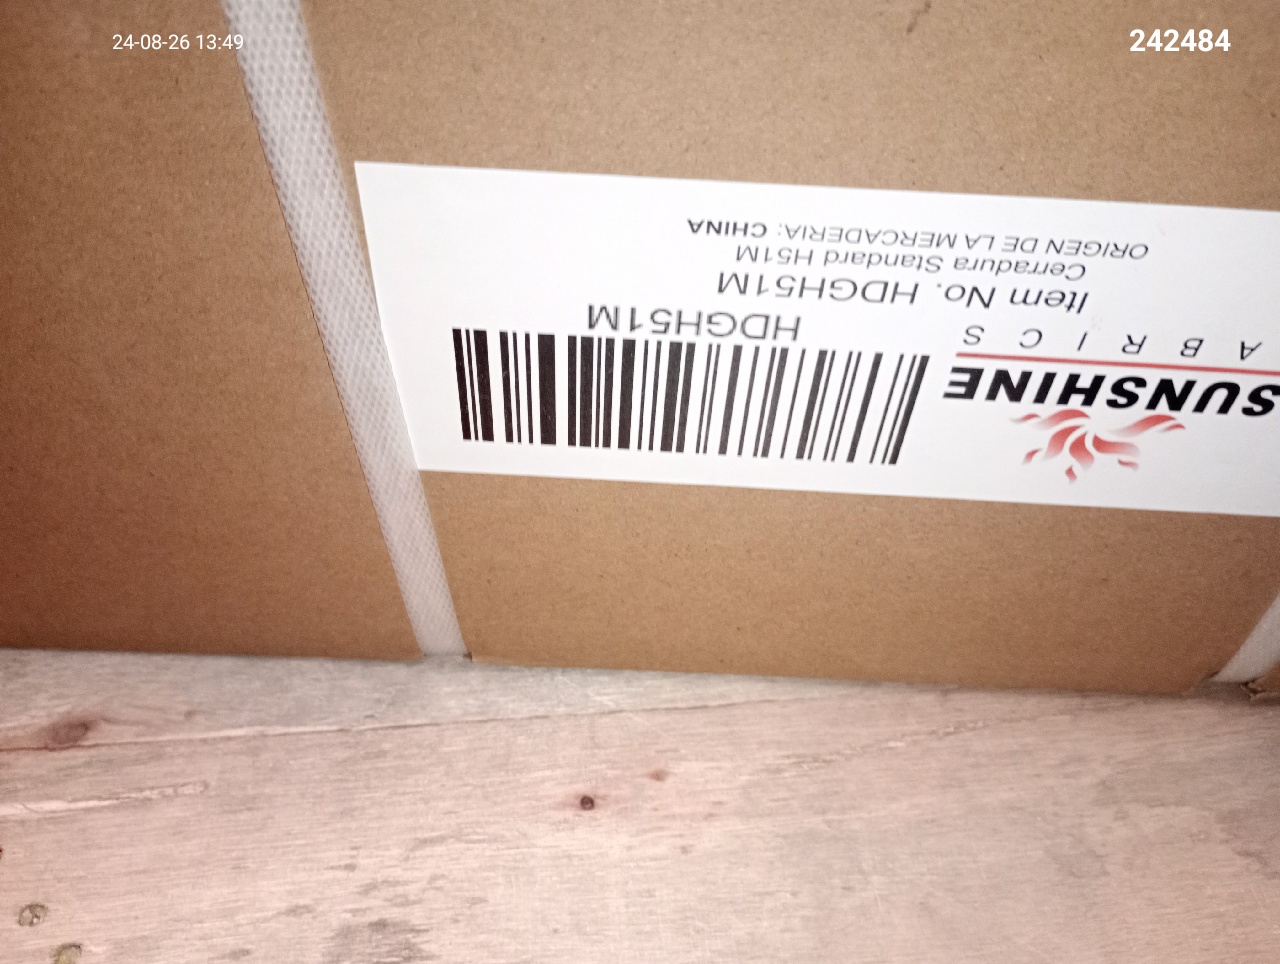 24-08-26 13:49
242484
SUNSHINE
A B R I C S
HDGH51M
Item No. HDGH51M
Cerradura Standard H51M
ORIGEN DE LA MERCADERIA: CHINA